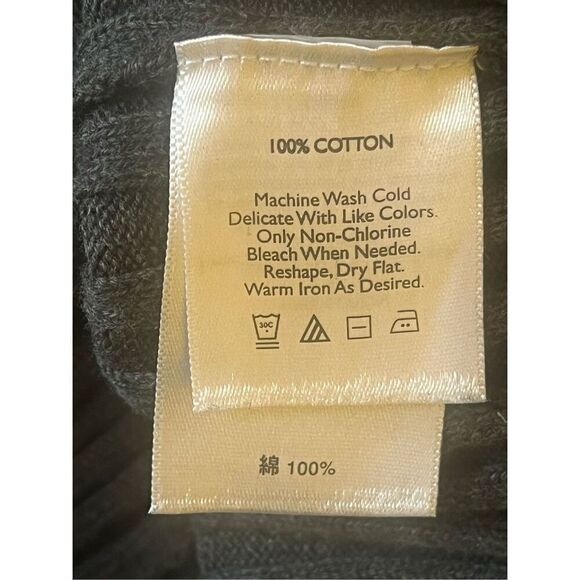 100% COTTON
Machine Wash Cold
Delicate With Like Colors.
Only Non-Chlorine
Bleach When Needed.
Reshape, Dry Flat.
Warm Iron As Desired.
30C
綿 100%